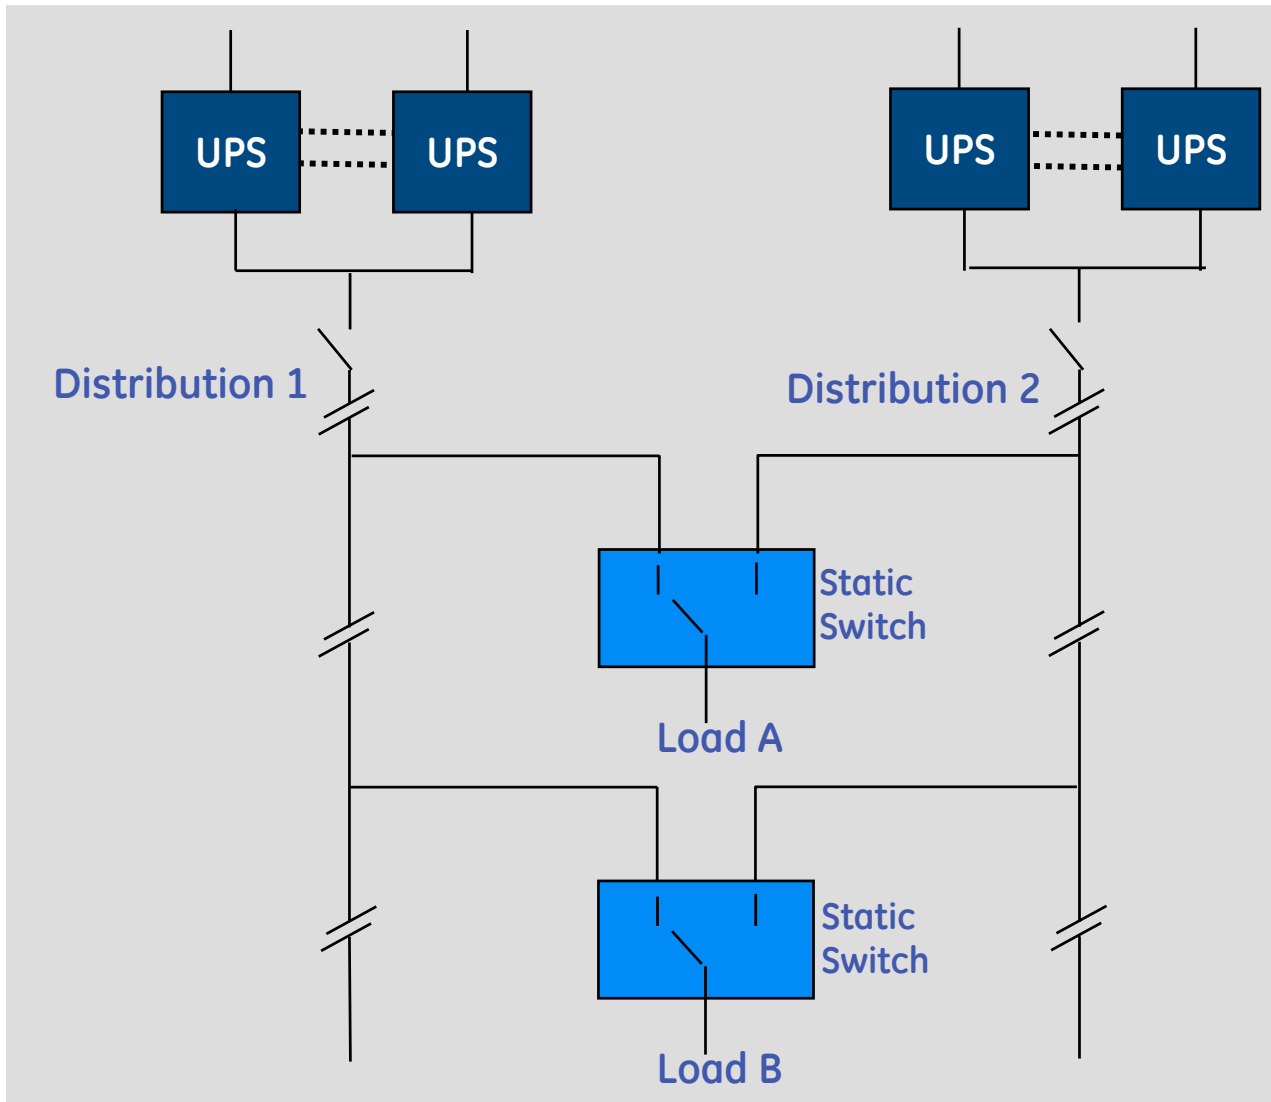 UPS
UPS
UPS
UPS
Distribution 1
Distribution 2
Static
Switch
Load A
Static
Switch
Load B